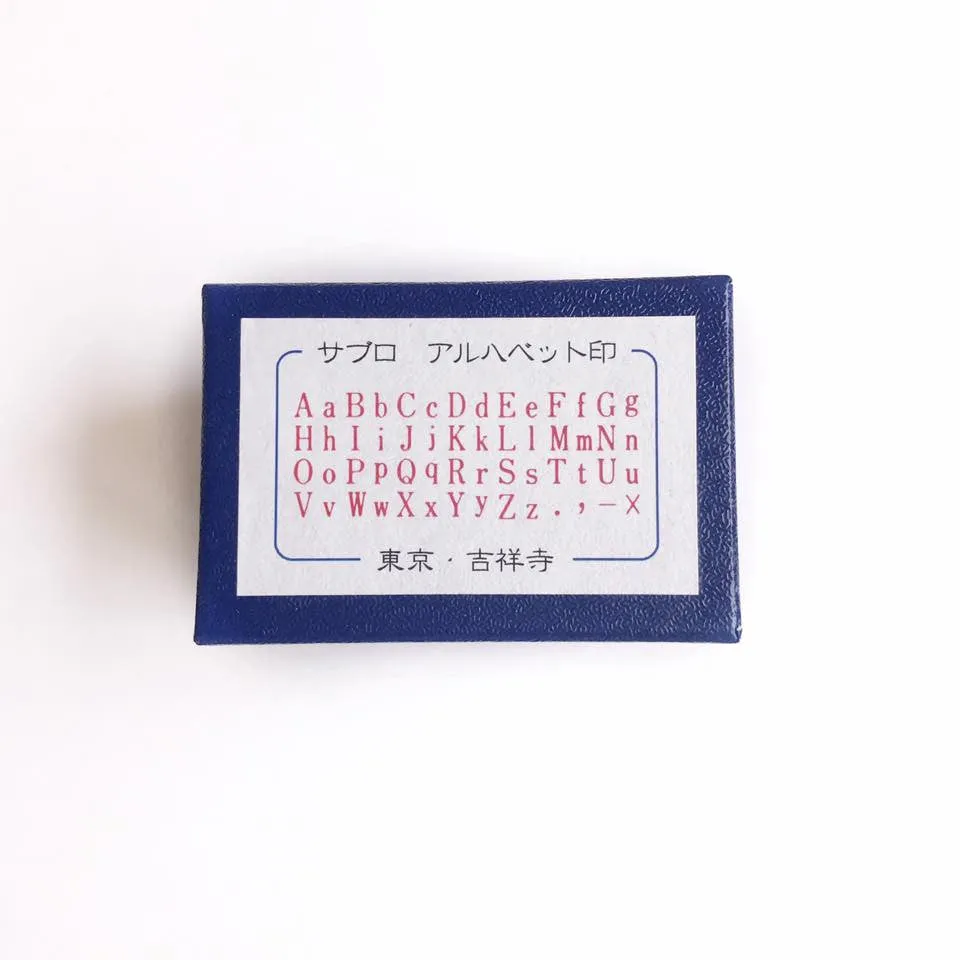 サブロ アルハベット印
AaBbCcDdEeFfGg
HhIiJjKkLlMmNn
OoPpQqRrSsTtUu
VvWwXxYyZz.,-×
東京・吉祥寺